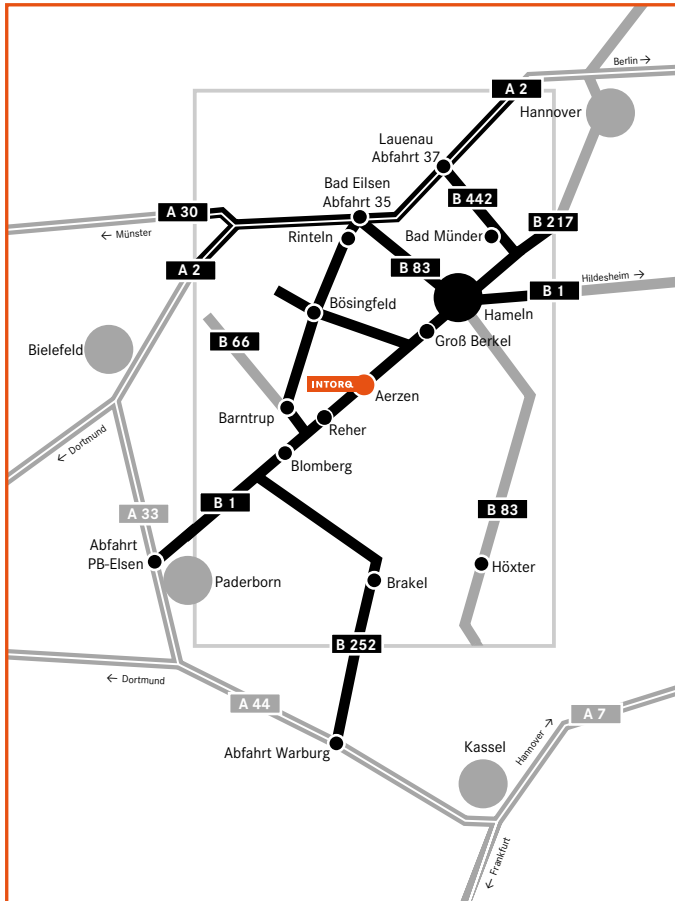 Berlin →
A 2
Hannover
Lauenau
Abfahrt 37
Bad Eilsen
Abfahrt 35
B 442
A 30
B 217
← Münster
Rinteln
Bad Münder
A 2
B 83
Hildesheim →
B 1
Bösingfeld
Hameln
B 66
Groß Berkel
Bielefeld
INTORQ
Aerzen
Barntrup
Reher
← Dortmund
Blomberg
B 1
A 33
B 83
Abfahrt
PB-Elsen
Paderborn
Brakel
Höxter
B 252
← Dortmund
A 44
A 7
Hannover →
Kassel
Abfahrt Warburg
← Frankfurt